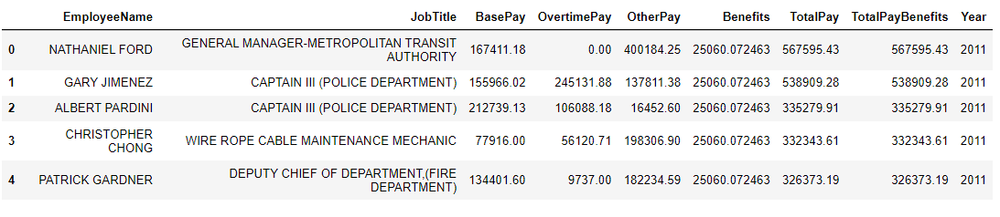 EmployeeName JobTitle BasePay OvertimePay OtherPay Benefits TotalPay TotalPayBenefits Year
0 NATHANIEL FORD GENERAL MANAGER-METROPOLITAN TRANSIT
AUTHORITY 167411.18 0.00 400184.25 25060.072463 567595.43 567595.43 2011
1 GARY JIMENEZ CAPTAIN III (POLICE DEPARTMENT) 155966.02 245131.88 137811.38 25060.072463 538909.28 538909.28 2011
2 ALBERT PARDINI CAPTAIN III (POLICE DEPARTMENT) 212739.13 106088.18 16452.60 25060.072463 335279.91 335279.91 2011
3 CHRISTOPHER
CHONG WIRE ROPE CABLE MAINTENANCE MECHANIC 77916.00 56120.71 198306.90 25060.072463 332343.61 332343.61 2011
4 PATRICK GARDNER DEPUTY CHIEF OF DEPARTMENT,(FIRE
DEPARTMENT) 134401.60 9737.00 182234.59 25060.072463 326373.19 326373.19 2011